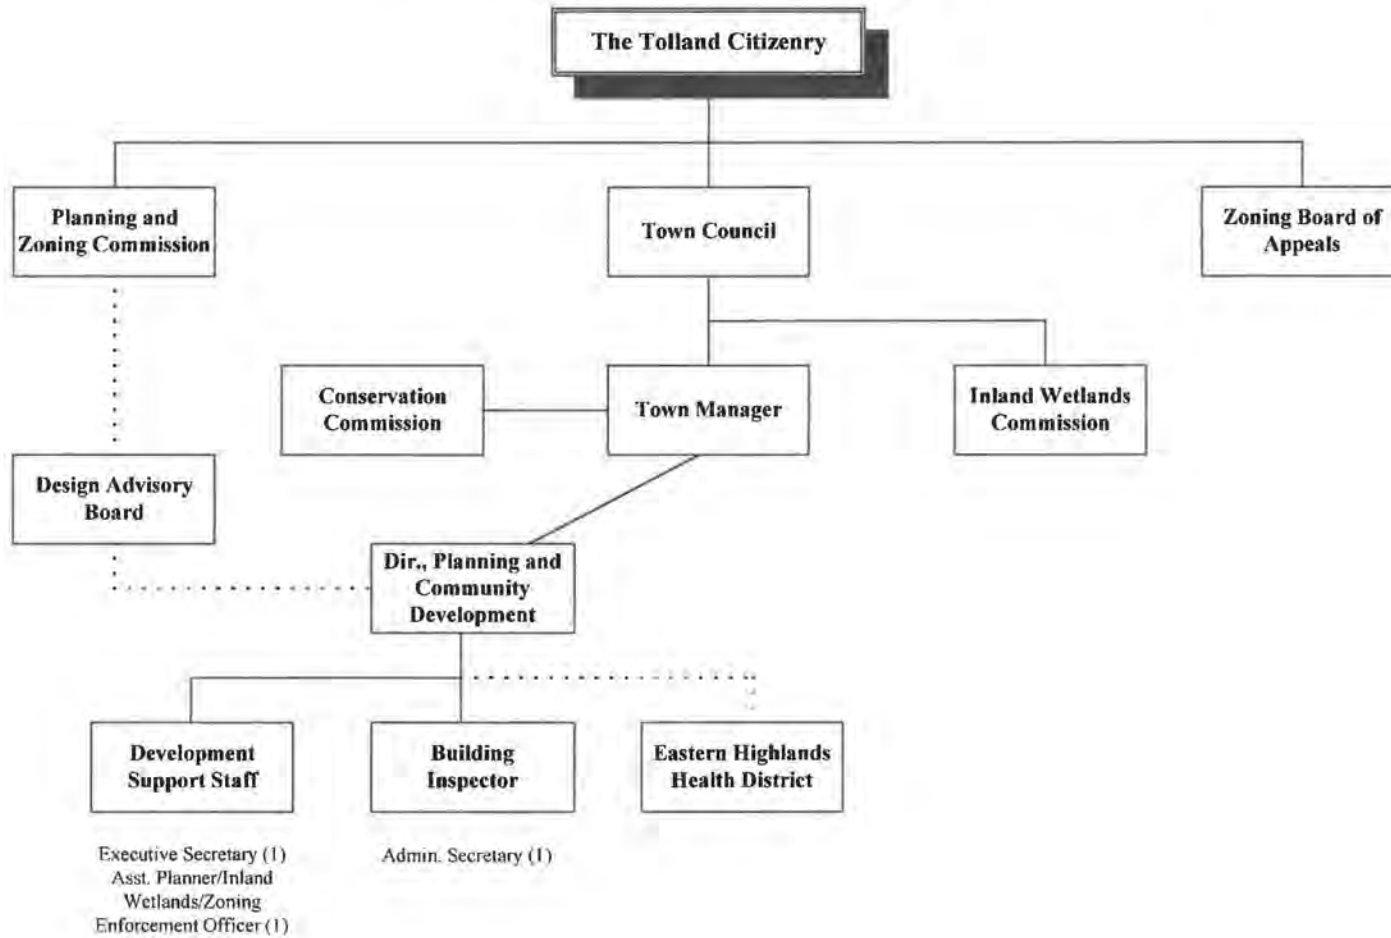 The Tolland Citizenry
Planning and
Zoning Commission
Town Council
Zoning Board of
Appeals
Conservation
Commission
Town Manager
Inland Wetlands
Commission
Design Advisory
Board
Dir., Planning and
Community
Development
Development
Support Staff
Building
Inspector
Eastern Highlands
Health District
Executive Secretary (1)
Asst. Planner/Inland
Wetlands/Zoning
Enforcement Officer (1)
Admin. Secretary (1)